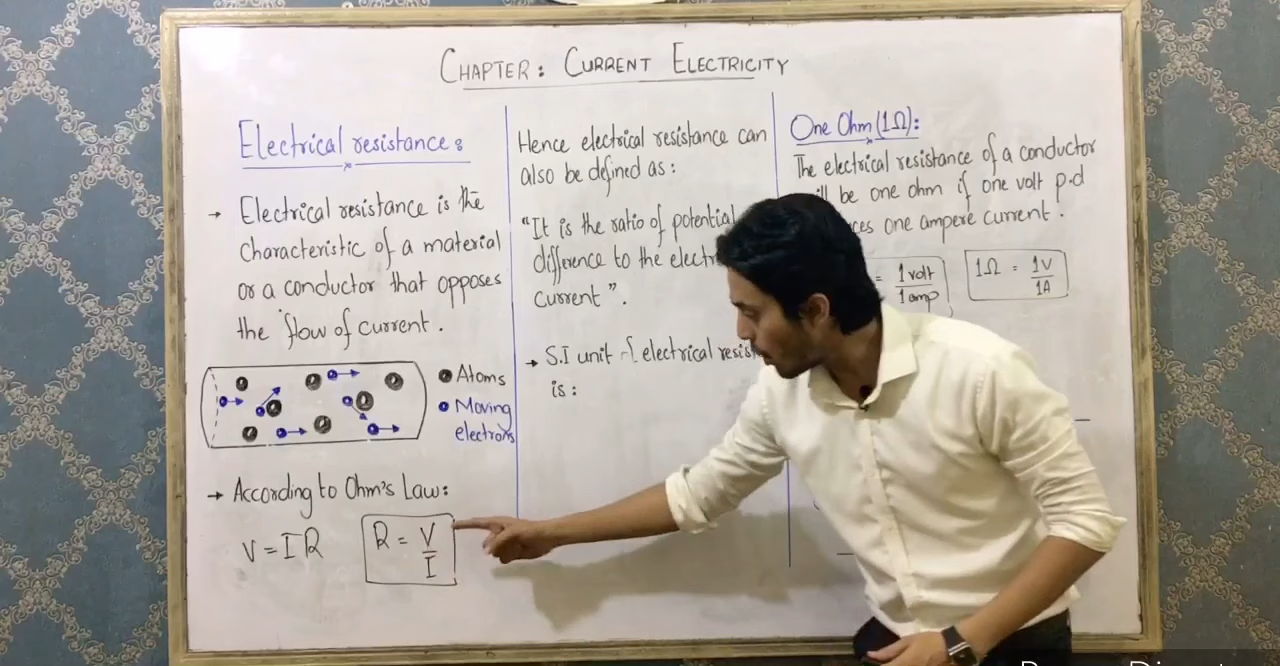 CHAPTER: CURRENT ELECTRICITY
Electrical resistance:
→ Electrical resistance is the
characteristic of a material
or a conductor that opposes
the flow of current.
Atoms
Moving
electrons
→ According to Ohm's Law:
V = IR
R = V/I
Hence electrical resistance can
also be defined as:
"It is the ratio of potential
difference to the
current".
→ S.I unit of electrical
is:
One Ohm (1Ω):
The electrical resistance of a conductor
be one ohm if one volt p.d
one ampere current.
= 1 volt/1 amp
1Ω = 1V/1A